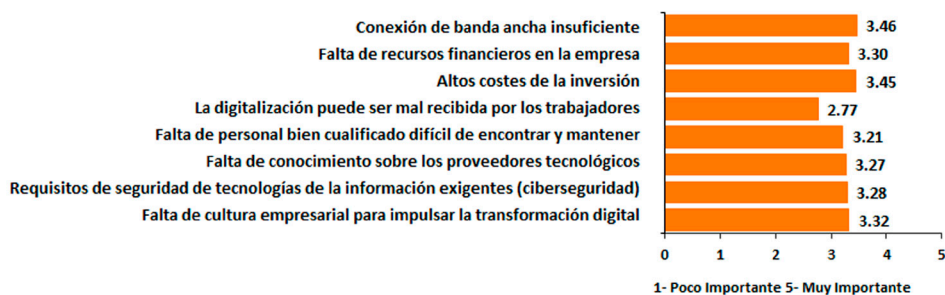 Conexión de banda ancha insuficiente 3.46
Falta de recursos financieros en la empresa 3.30
Altos costes de la inversión 3.45
La digitalización puede ser mal recibida por los trabajadores 2.77
Falta de personal bien cualificado difícil de encontrar y mantener 3.21
Falta de conocimiento sobre los proveedores tecnológicos 3.27
Requisitos de seguridad de tecnologías de la información exigentes (ciberseguridad) 3.28
Falta de cultura empresarial para impulsar la transformación digital 3.32
0 1 2 3 4 5
1- Poco Importante 5- Muy Importante